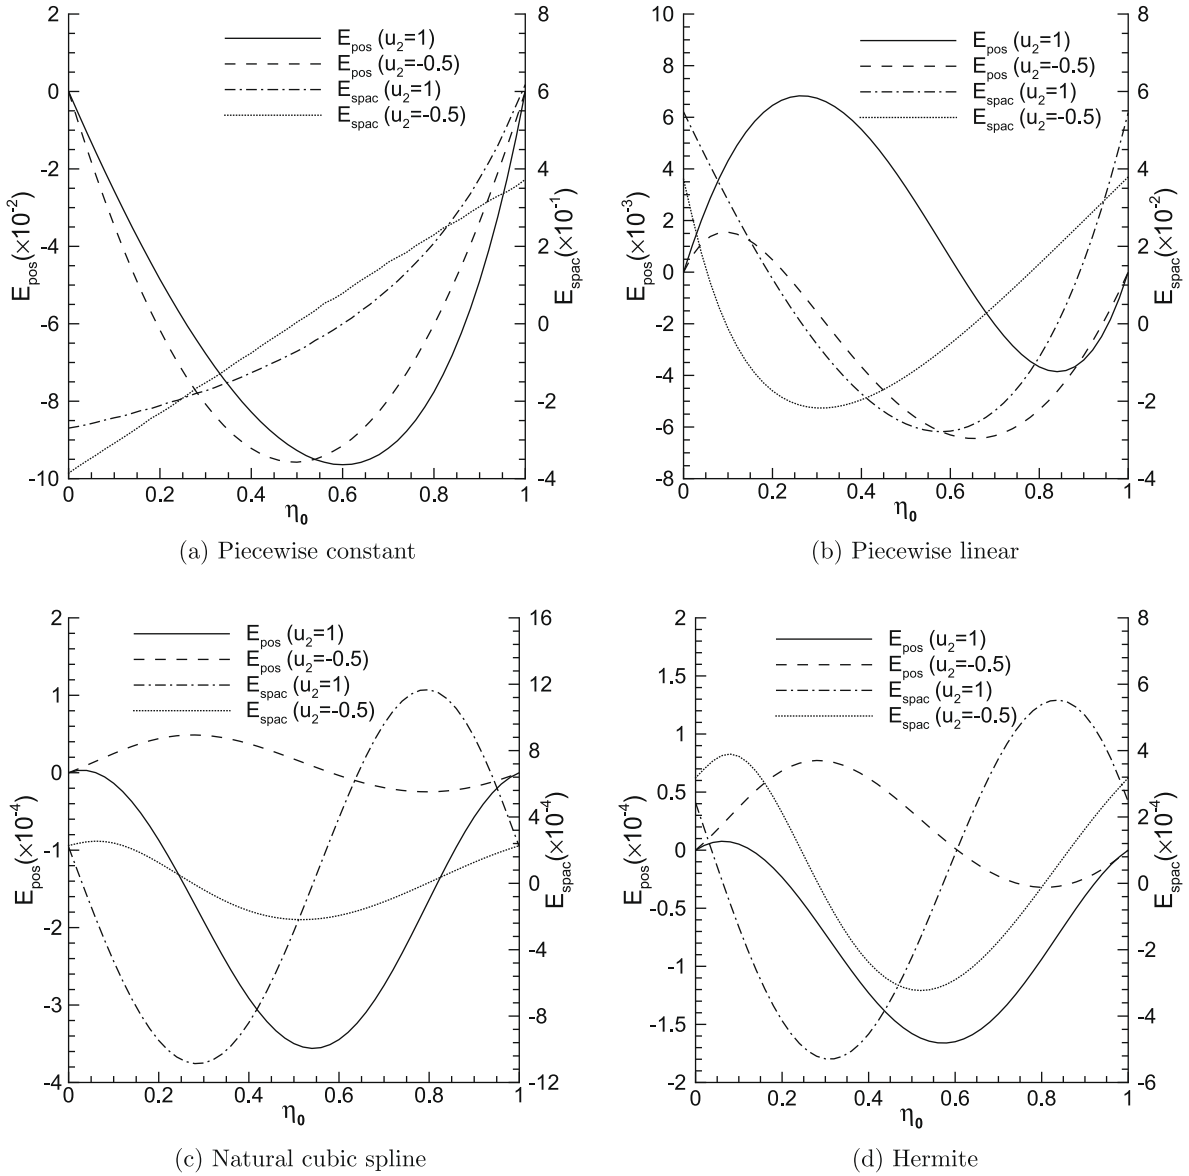 E_pos (u_2=1)
E_pos (u_2=-0.5)
E_spac (u_2=1)
E_spac (u_2=-0.5)
2
0
-2
-4
-6
-8
-10
E_pos(×10^-2)
8
6
4
2
0
-2
-4
E_spac(×10^-1)
0 0.2 0.4 0.6 0.8 1
η_0
(a) Piecewise constant
E_pos (u_2=1)
E_pos (u_2=-0.5)
E_spac (u_2=1)
E_spac (u_2=-0.5)
10
8
6
4
2
0
-2
-4
-6
-8
E_pos(×10^-3)
8
6
4
2
0
-2
-4
E_spac(×10^-2)
0 0.2 0.4 0.6 0.8 1
η_0
(b) Piecewise linear
E_pos (u_2=1)
E_pos (u_2=-0.5)
E_spac (u_2=1)
E_spac (u_2=-0.5)
2
1
0
-1
-2
-3
-4
E_pos(×10^-4)
16
12
8
4
0
-4
-8
-12
E_spac(×10^-4)
0 0.2 0.4 0.6 0.8 1
η_0
(c) Natural cubic spline
E_pos (u_2=1)
E_pos (u_2=-0.5)
E_spac (u_2=1)
E_spac (u_2=-0.5)
2
1.5
1
0.5
0
-0.5
-1
-1.5
-2
E_pos(×10^-4)
8
6
4
2
0
-2
-4
-6
E_spac(×10^-4)
0 0.2 0.4 0.6 0.8 1
η_0
(d) Hermite